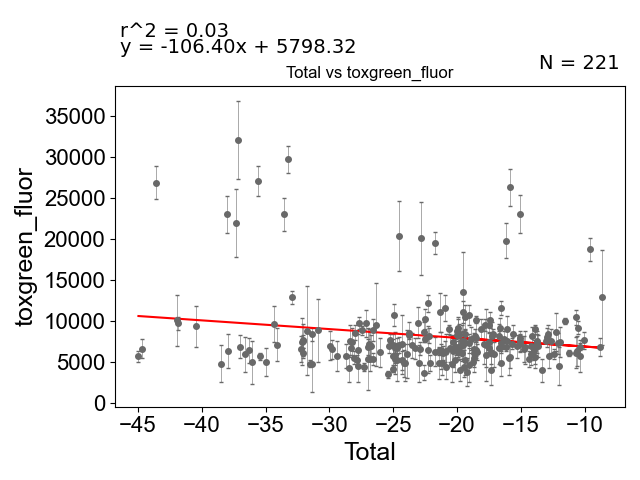 r^2 = 0.03
y = -106.40x + 5798.32
N = 221
Total vs toxgreen_fluor
35000
30000
25000
20000
15000
10000
5000
0
toxgreen_fluor
−45 −40 −35 −30 −25 −20 −15 −10
Total